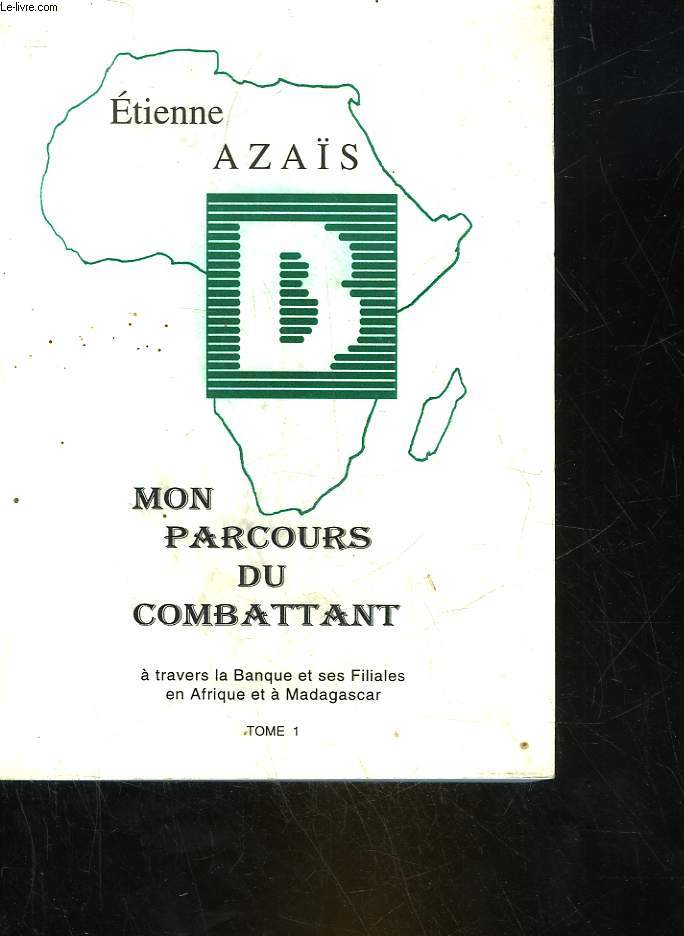 Le-livre.com
Étienne
AZAÏS
B
MON
PARCOURS
DU
COMBATTANT
à travers la Banque et ses Filiales
en Afrique et à Madagascar
TOME 1